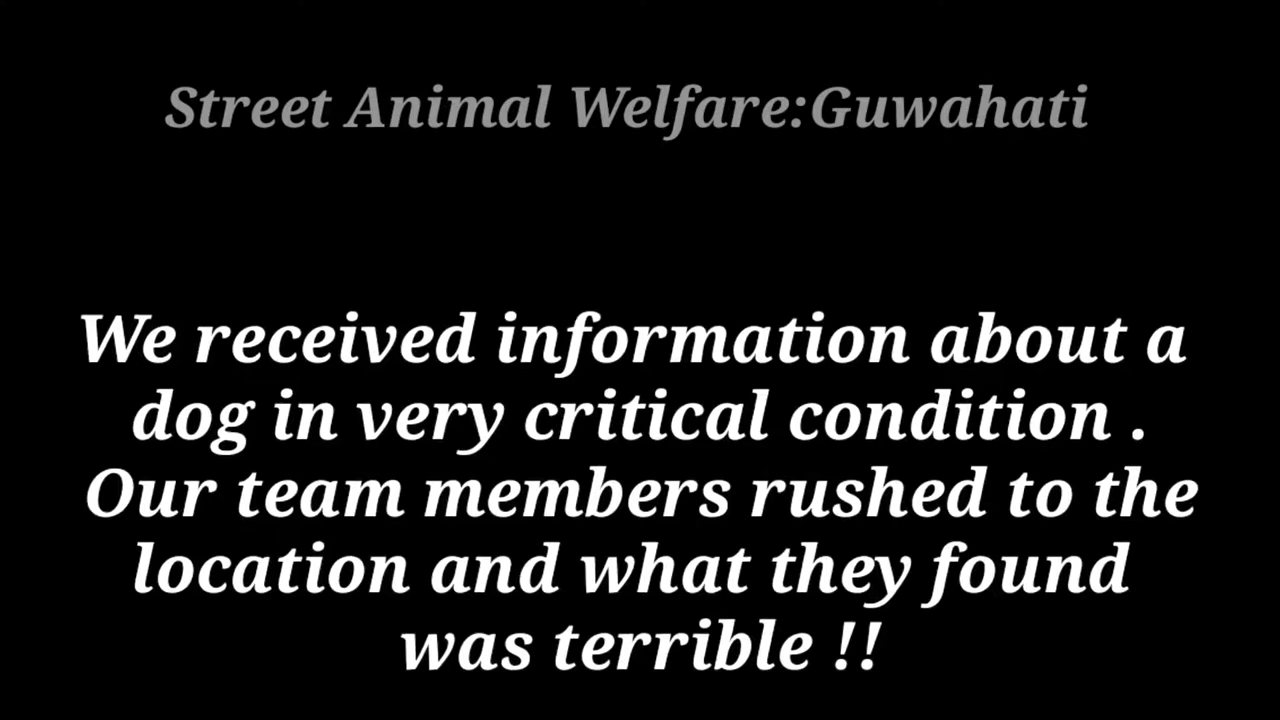 Street Animal Welfare:Guwahati
We received information about a
dog in very critical condition .
Our team members rushed to the
location and what they found
was terrible !!